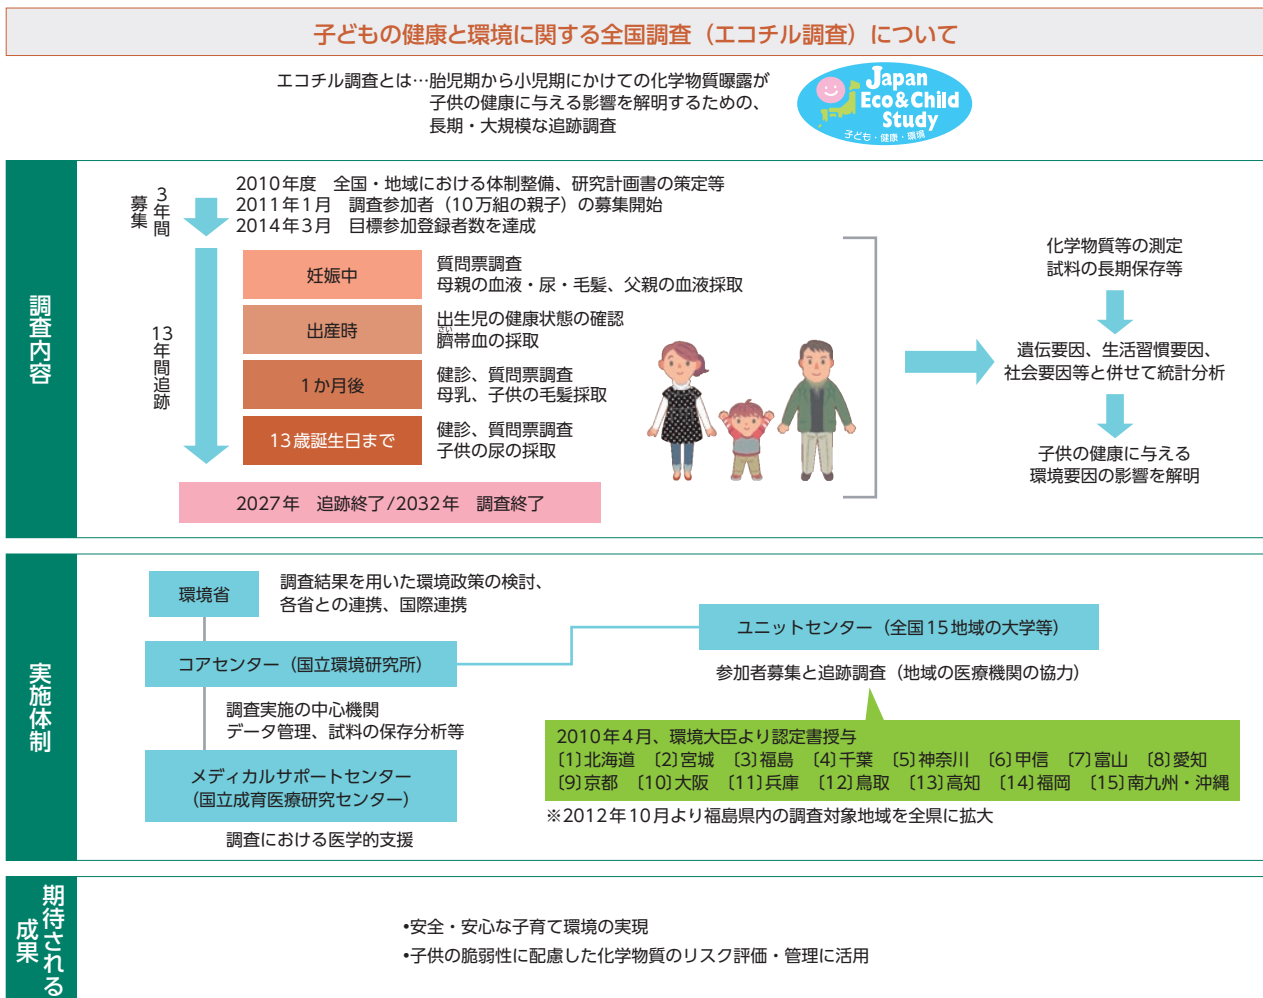 子どもの健康と環境に関する全国調査（エコチル調査）について
エコチル調査とは…胎児期から小児期にかけての化学物質曝露が
子供の健康に与える影響を解明するための、
長期・大規模な追跡調査
Japan
Eco&Child
Study
子ども・健康・環境
調査内容
3年間
募集
2010年度　全国・地域における体制整備、研究計画書の策定等
2011年1月　調査参加者（10万組の親子）の募集開始
2014年3月　目標参加登録者数を達成
13年間追跡
妊娠中
質問票調査
母親の血液・尿・毛髪、父親の血液採取
出産時
出生児の健康状態の確認
さい
臍帯血の採取
1か月後
健診、質問票調査
母乳、子供の毛髪採取
13歳誕生日まで
健診、質問票調査
子供の尿の採取
2027年　追跡終了/2032年　調査終了
化学物質等の測定
試料の長期保存等
遺伝要因、生活習慣要因、
社会要因等と併せて統計分析
子供の健康に与える
環境要因の影響を解明
実施体制
環境省
調査結果を用いた環境政策の検討、
各省との連携、国際連携
コアセンター（国立環境研究所）
調査実施の中心機関
データ管理、試料の保存分析等
メディカルサポートセンター
（国立成育医療研究センター）
調査における医学的支援
ユニットセンター（全国15地域の大学等）
参加者募集と追跡調査（地域の医療機関の協力）
2010年4月、環境大臣より認定書授与
〔1〕北海道　〔2〕宮城　〔3〕福島　〔4〕千葉　〔5〕神奈川　〔6〕甲信　〔7〕富山　〔8〕愛知
〔9〕京都　〔10〕大阪　〔11〕兵庫　〔12〕鳥取　〔13〕高知　〔14〕福岡　〔15〕南九州・沖縄
※2012年10月より福島県内の調査対象地域を全県に拡大
期待される
成果
•安全・安心な子育て環境の実現
•子供の脆弱性に配慮した化学物質のリスク評価・管理に活用